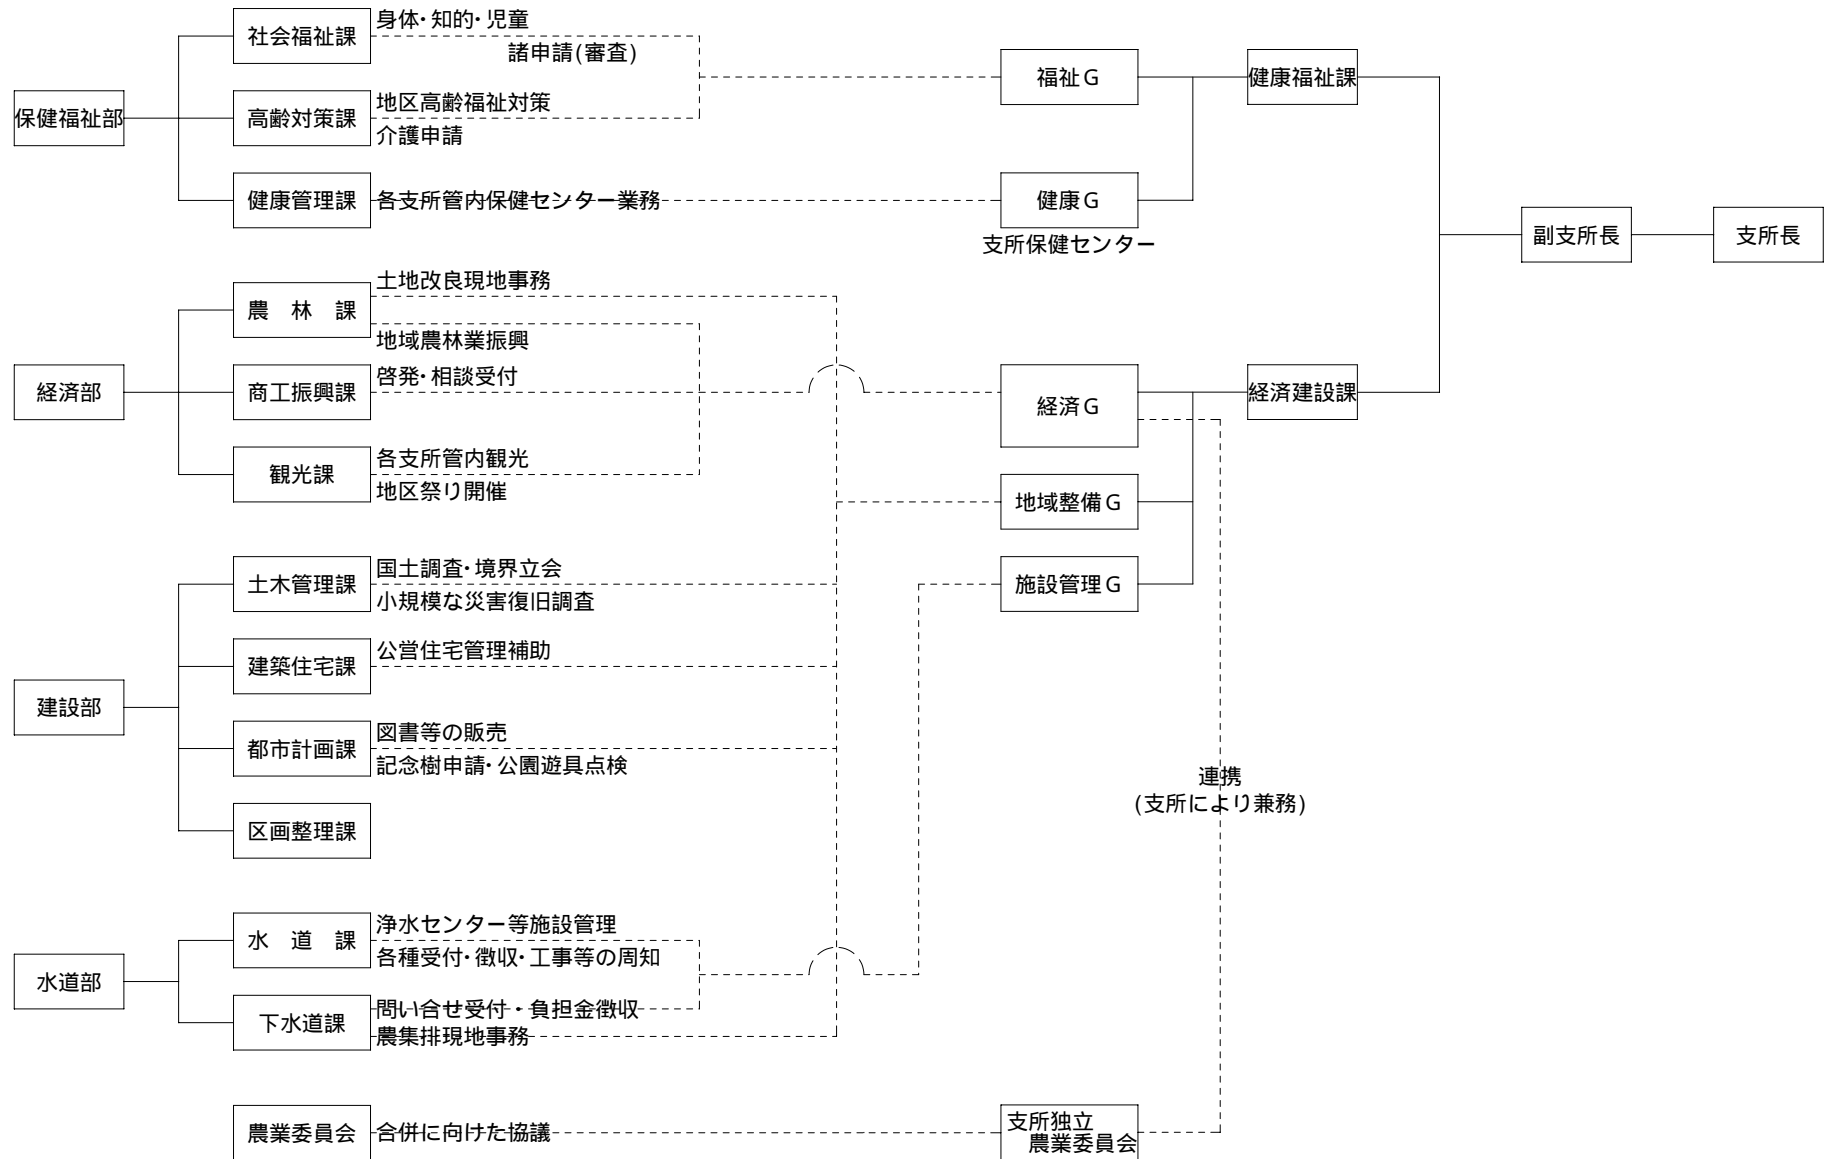 社会福祉課
身体・知的・児童
諸申請(審査)
福祉G
健康福祉課
保健福祉部
高齢対策課
地区高齢福祉対策
介護申請
健康管理課
各支所管内保健センター業務
健康G
支所保健センター
副支所長
支所長
農　林　課
土地改良現地事務
地域農林業振興
経済部
商工振興課
啓発・相談受付
経済G
経済建設課
観光課
各支所管内観光
地区祭り開催
地域整備G
土木管理課
国土調査・境界立会
小規模な災害復旧調査
施設管理G
建築住宅課
公営住宅管理補助
建設部
都市計画課
図書等の販売
記念樹申請・公園遊具点検
連携
(支所により兼務)
区画整理課
水　道　課
浄水センター等施設管理
各種受付・徴収・工事等の周知
水道部
下水道課
問い合せ受付・負担金徴収
農集排現地事務
農業委員会
合併に向けた協議
支所独立
農業委員会